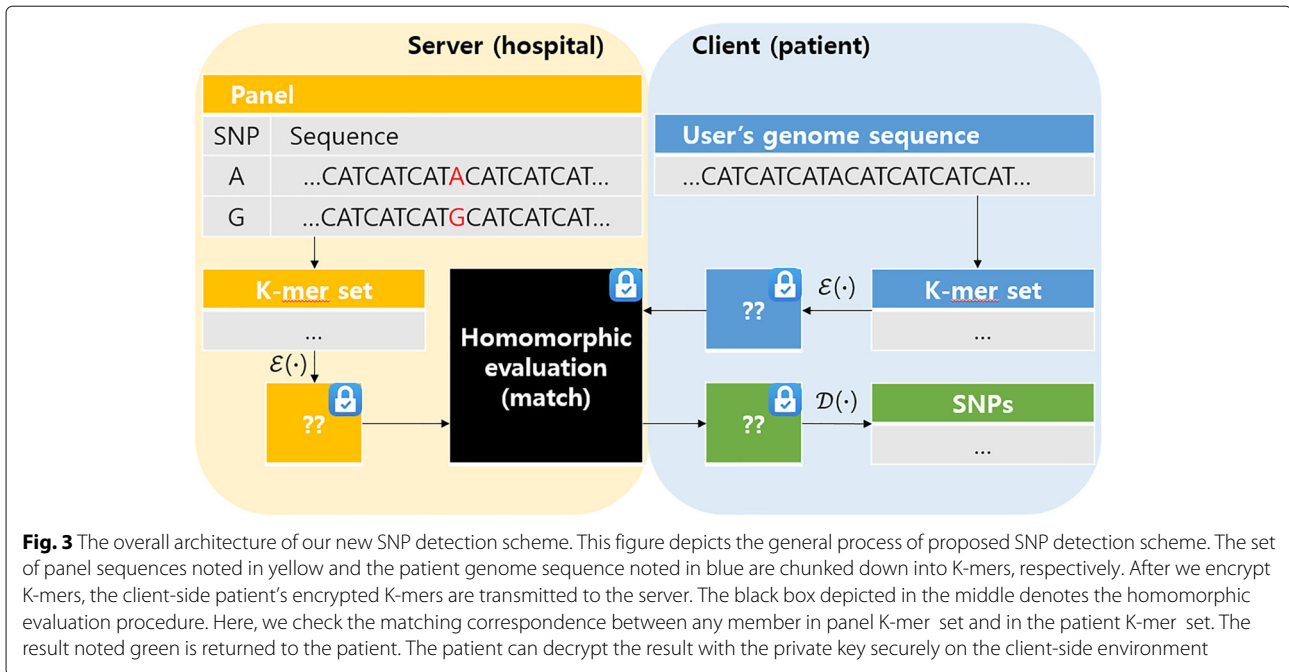 Server (hospital)
Client (patient)
Panel
SNP Sequence
A ...CATCATCATACATCATCAT...
G ...CATCATCATGCATCATCAT...
User's genome sequence
...CATCATCATACATCATCATCAT...
K-mer set
...
ℰ(·)
??
Homomorphic
evaluation
(match)
??
ℰ(·)
K-mer set
...
??
𝒟(·)
SNPs
...
Fig. 3 The overall architecture of our new SNP detection scheme. This figure depicts the general process of proposed SNP detection scheme. The set
of panel sequences noted in yellow and the patient genome sequence noted in blue are chunked down into K-mers, respectively. After we encrypt
K-mers, the client-side patient's encrypted K-mers are transmitted to the server. The black box depicted in the middle denotes the homomorphic
evaluation procedure. Here, we check the matching correspondence between any member in panel K-mer set and in the patient K-mer set. The
result noted green is returned to the patient. The patient can decrypt the result with the private key securely on the client-side environment